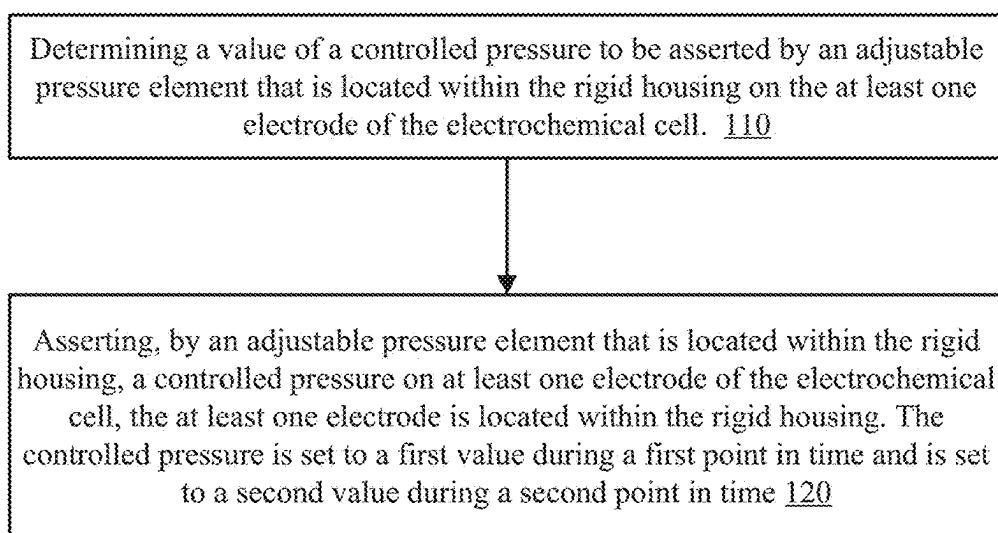 Determining a value of a controlled pressure to be asserted by an adjustable
pressure element that is located within the rigid housing on the at least one
electrode of the electrochemical cell. 110
Asserting, by an adjustable pressure element that is located within the rigid
housing, a controlled pressure on at least one electrode of the electrochemical
cell, the at least one electrode is located within the rigid housing. The
controlled pressure is set to a first value during a first point in time and is set
to a second value during a second point in time 120